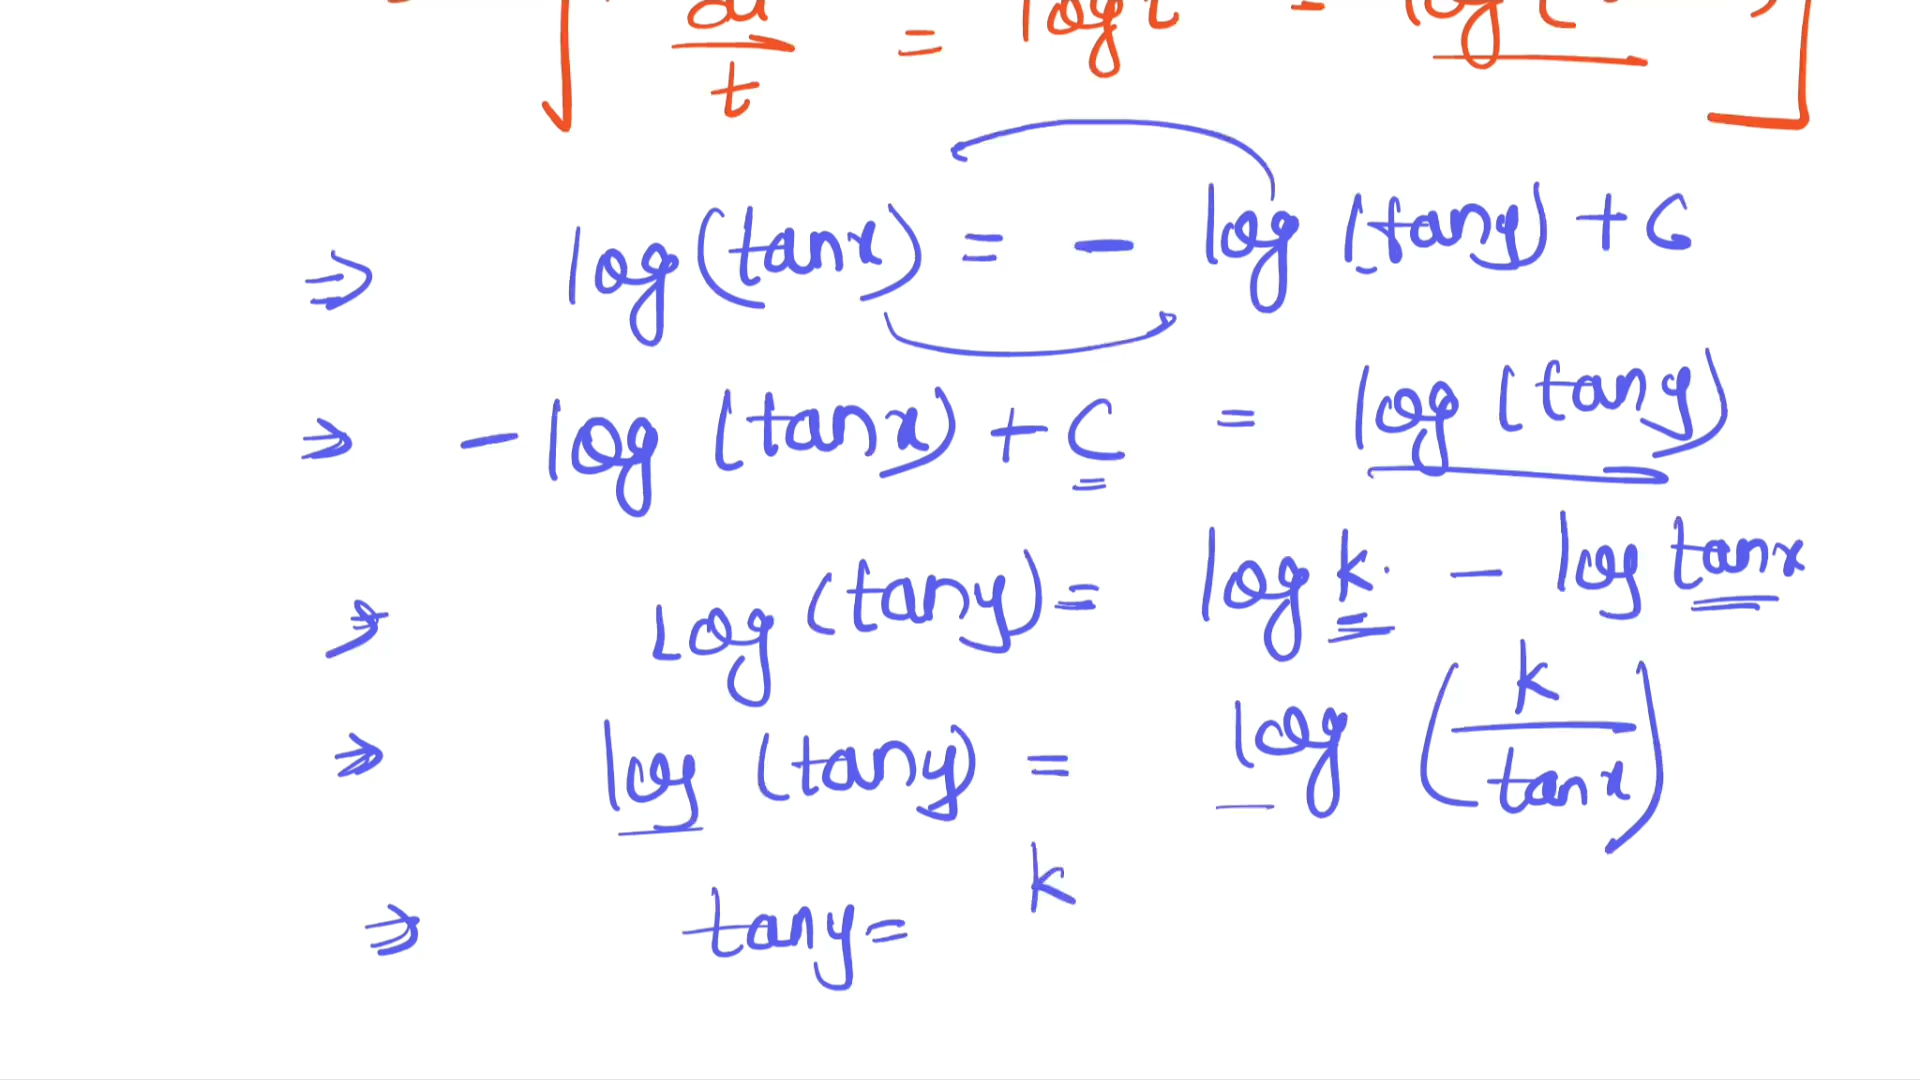 t = log t =
⇒ log(tanx) = - log (tany) + C
⇒ -log (tanx) + C = log (tany)
⇒ log (tany) = log k - log tanx
⇒ log (tany) = log (k/tanx)
⇒ tany = k